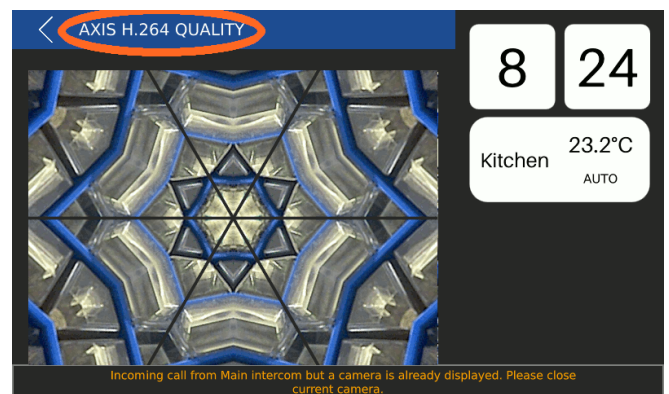 AXIS H.264 QUALITY
8
24
Kitchen
23.2°C
AUTO
Incoming call from Main intercom but a camera is already displayed. Please close
current camera.